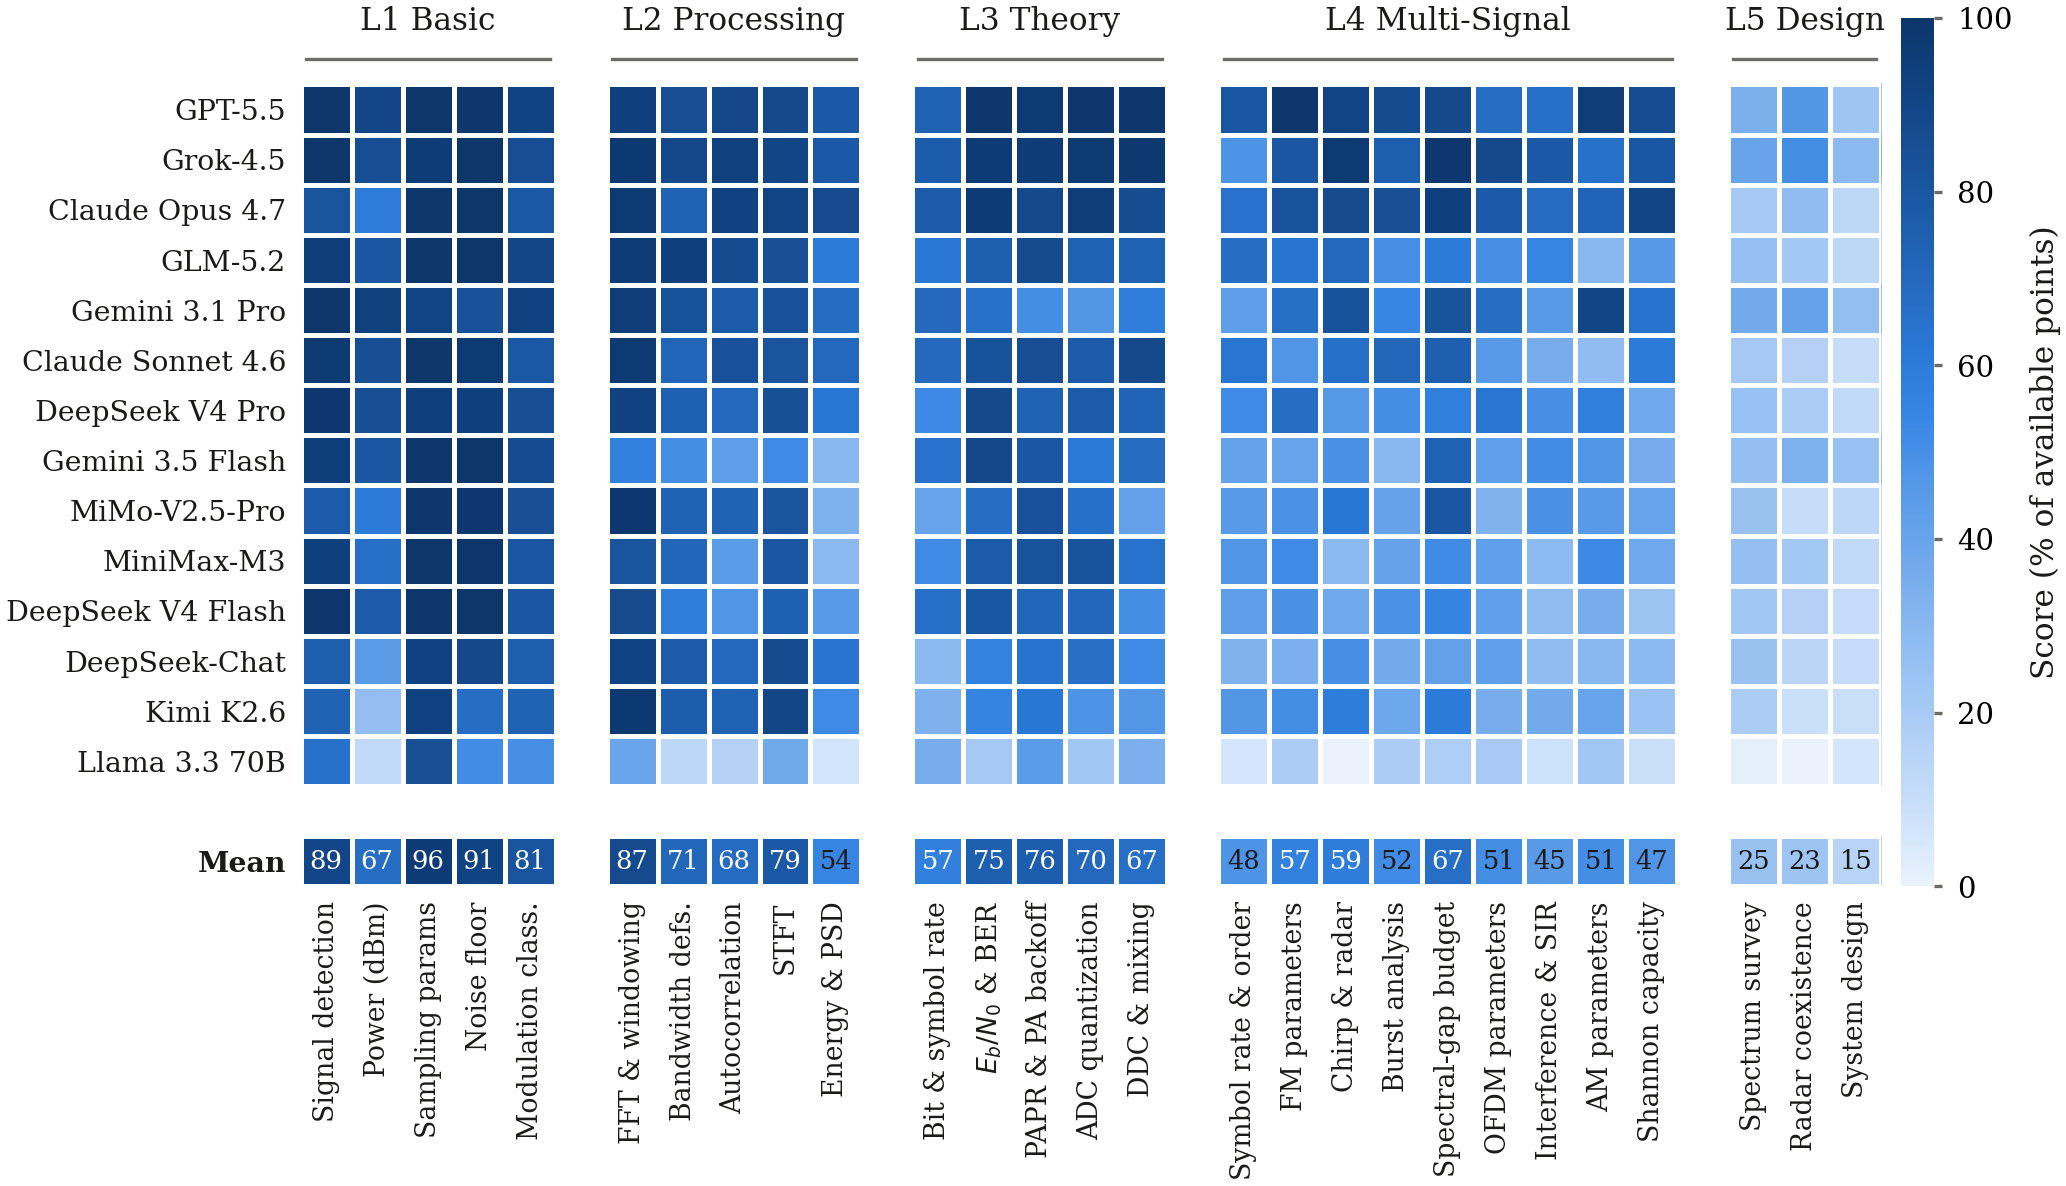 L1 Basic
L2 Processing
L3 Theory
L4 Multi-Signal
L5 Design
GPT-5.5
Grok-4.5
Claude Opus 4.7
GLM-5.2
Gemini 3.1 Pro
Claude Sonnet 4.6
DeepSeek V4 Pro
Gemini 3.5 Flash
MiMo-V2.5-Pro
MiniMax-M3
DeepSeek V4 Flash
DeepSeek-Chat
Kimi K2.6
Llama 3.3 70B
Mean 89 67 96 91 81 87 71 68 79 54 57 75 76 70 67 48 57 59 52 67 51 45 51 47 25 23 15
Signal detection
Power (dBm)
Sampling params
Noise floor
Modulation class.
FFT & windowing
Bandwidth defs.
Autocorrelation
STFT
Energy & PSD
Bit & symbol rate
E_b/N_0 & BER
PAPR & PA backoff
ADC quantization
DDC & mixing
Symbol rate & order
FM parameters
Chirp & radar
Burst analysis
Spectral-gap budget
OFDM parameters
Interference & SIR
AM parameters
Shannon capacity
Spectrum survey
Radar coexistence
System design
100
80
60
40
20
0
Score (% of available points)